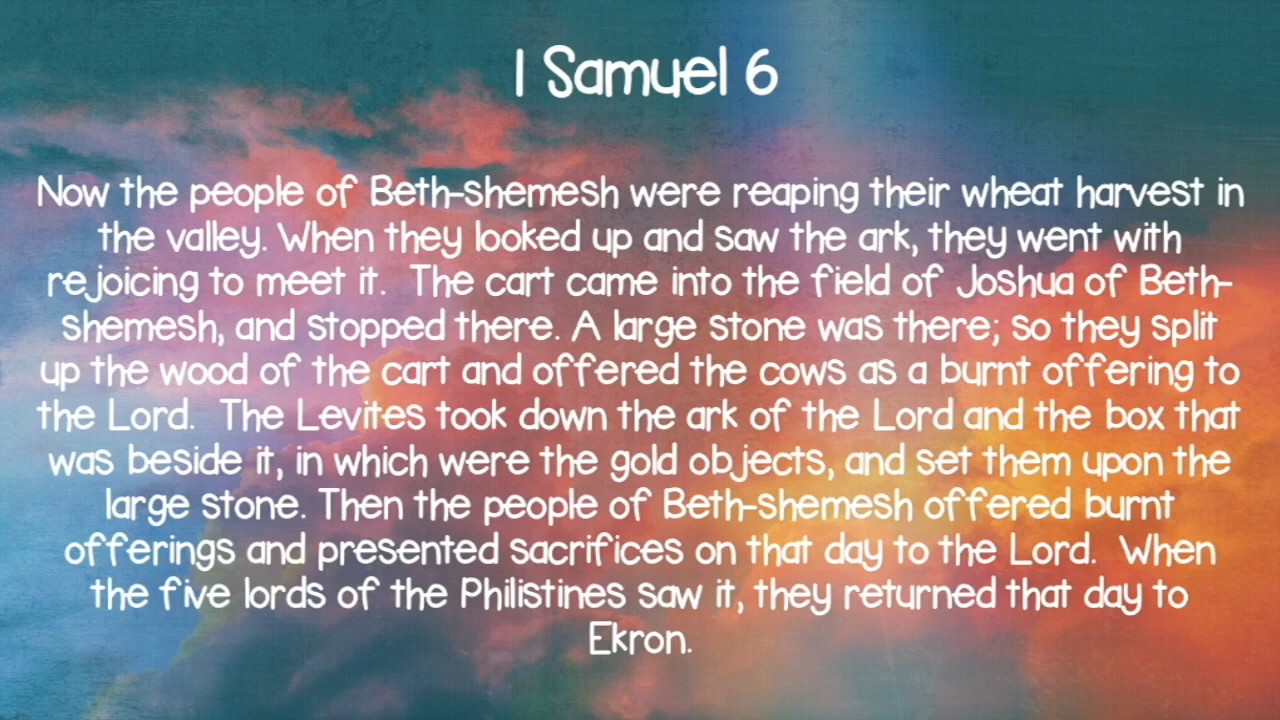 1 Samuel 6
Now the people of Beth-shemesh were reaping their wheat harvest in
the valley. When they looked up and saw the ark, they went with
rejoicing to meet it.  The cart came into the field of Joshua of Beth-
shemesh, and stopped there. A large stone was there; so they split
up the wood of the cart and offered the cows as a burnt offering to
the Lord.  The Levites took down the ark of the Lord and the box that
was beside it, in which were the gold objects, and set them upon the
large stone. Then the people of Beth-shemesh offered burnt
offerings and presented sacrifices on that day to the Lord.  When
the five lords of the Philistines saw it, they returned that day to
Ekron.